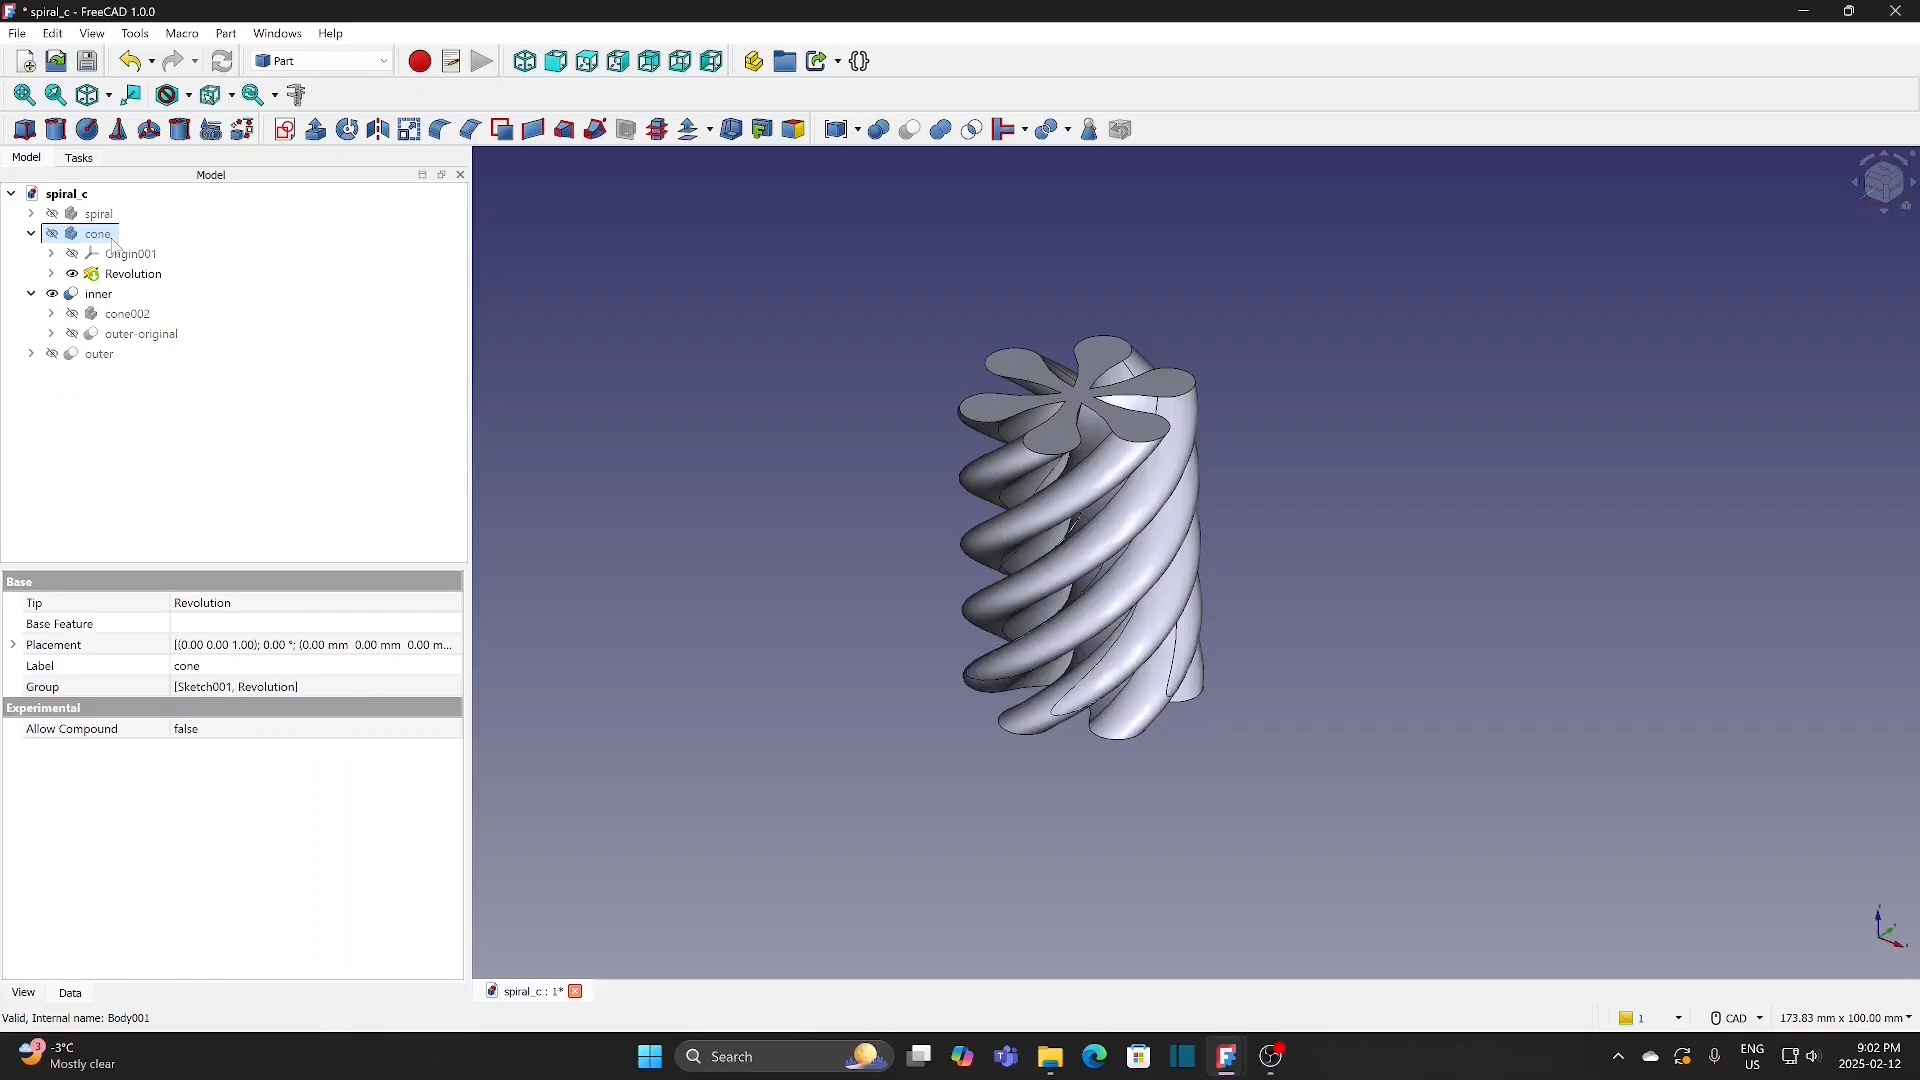 * spiral_c - FreeCAD 1.0.0
File Edit View Tools Macro Part Windows Help
Part
Model Tasks
Model
spiral_c
spiral
cone
Origin001
Revolution
inner
cone002
outer-original
outer
Base
Tip Revolution
Base Feature
Placement [(0.00 0.00 1.00); 0.00 °; (0.00 mm 0.00 mm 0.00 m...
Label cone
Group [Sketch001, Revolution]
Experimental
Allow Compound false
View Data
spiral_c : 1*
Valid, Internal name: Body001
1 CAD 173.83 mm x 100.00 mm
3
-3°C
Mostly clear
Search
ENG
US
9:02 PM
2025-02-12